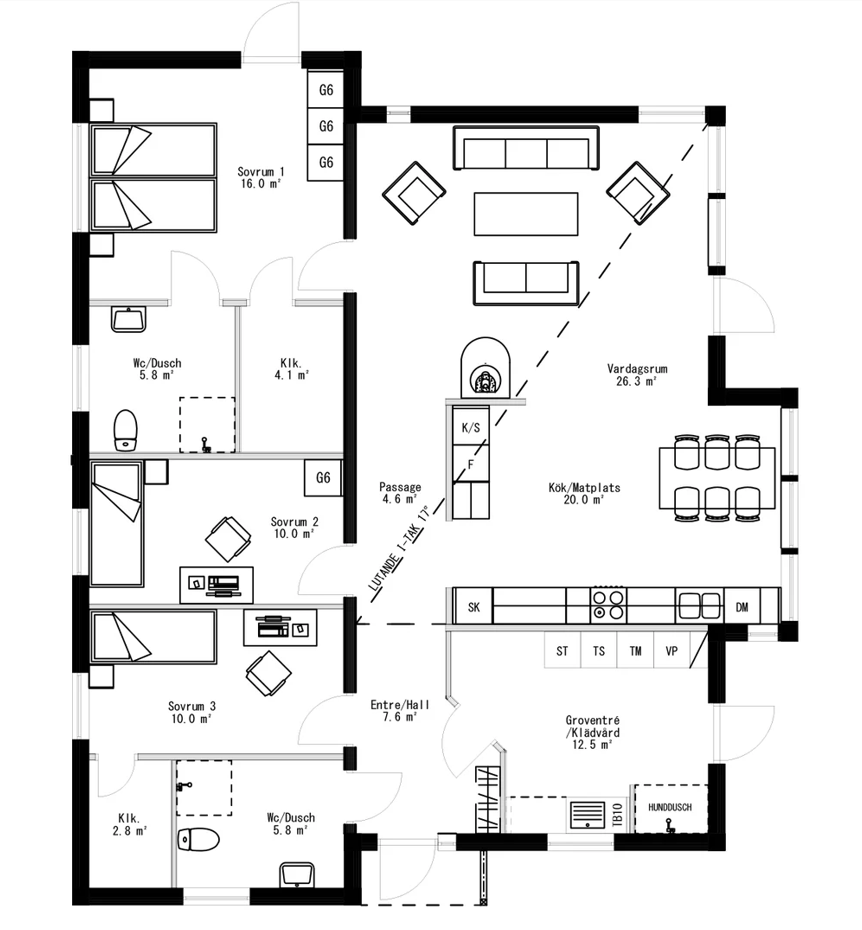 G6
G6
G6
Sovrum 1
16.0 m²
Wc/Dusch
5.8 m²
Klk.
4.1 m²
Vardagsrum
26.3 m²
K/S
F
Passage
4.6 m²
Kök/Matplats
20.0 m²
G6
Sovrum 2
10.0 m²
LUTANDE I-TAK 17°
SK
DM
ST
TS
TM
VP
Sovrum 3
10.0 m²
Entre/Hall
7.6 m²
Groventré
/Klädvård
12.5 m²
Klk.
2.8 m²
Wc/Dusch
5.8 m²
TB10
HUNDDUSCH